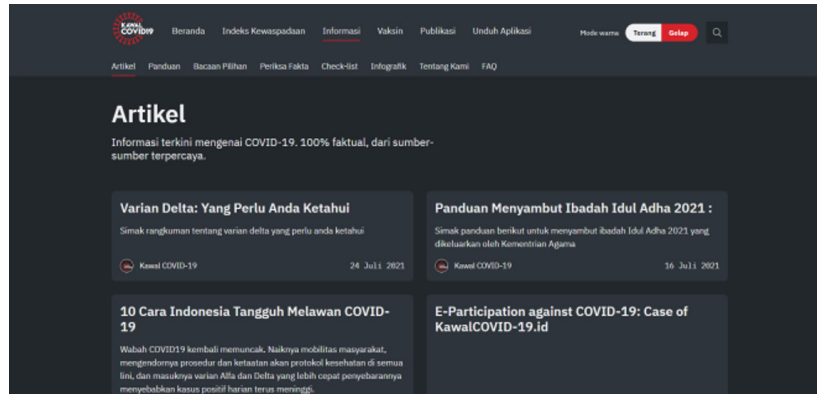 KAWAL
COVID19
Beranda Indeks Kewaspadaan Informasi Vaksin Publikasi Unduh Aplikasi Mode warna Terang Gelap
Artikel Panduan Bacaan Pilihan Periksa Fakta Check-list Infografik Tentang Kami FAQ
Artikel
Informasi terkini mengenai COVID-19. 100% faktual, dari sumber-
sumber terpercaya.
Varian Delta: Yang Perlu Anda Ketahui
Simak rangkuman tentang varian delta yang perlu anda ketahui
Kawal COVID-19 24 Juli 2021
Panduan Menyambut Ibadah Idul Adha 2021 :
Simak panduan berikut untuk menyambut ibadah Idul Adha 2021 yang
dikeluarkan oleh Kementrian Agama
Kawal COVID-19 16 Juli 2021
10 Cara Indonesia Tangguh Melawan COVID-
19
Wabah COVID19 kembali memuncak. Naiknya mobilitas masyarakat,
mengendornya prosedur dan ketaatan akan protokol kesehatan di semua
lini, dan masuknya varian Alfa dan Delta yang lebih cepat penyebarannya
menyebabkan kasus positif harian terus meninggi.
E-Participation against COVID-19: Case of
KawalCOVID-19.id